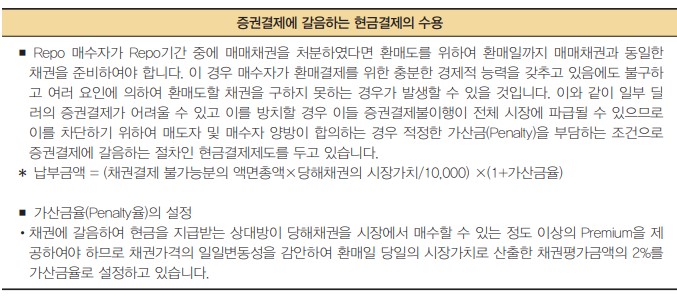 증권결제에 갈음하는 현금결제의 수용
■ Repo 매수자가 Repo기간 중에 매매채권을 처분하였다면 환매도를 위하여 환매일까지 매매채권과 동일한
채권을 준비하여야 합니다. 이 경우 매수자가 환매결제를 위한 충분한 경제적 능력을 갖추고 있음에도 불구하
고 여러 요인에 의하여 환매도할 채권을 구하지 못하는 경우가 발생할 수 있을 것입니다. 이와 같이 일부 딜
러의 증권결제가 어려울 수 있고 이를 방치할 경우 이들 증권결제불이행이 전체 시장에 파급될 수 있으므로
이를 차단하기 위하여 매도자 및 매수자 양방이 합의하는 경우 적정한 가산금(Penalty)을 부담하는 조건으로
증권결제에 갈음하는 절차인 현금결제제도를 두고 있습니다.
* 납부금액 = (채권결제 불가능분의 액면총액×당해채권의 시장가치/10,000) ×(1+가산금율)
■ 가산금율(Penalty율)의 설정
• 채권에 갈음하여 현금을 지급받는 상대방이 당해채권을 시장에서 매수할 수 있는 정도 이상의 Premium을 제
공하여야 하므로 채권가격의 일일변동성을 감안하여 환매일 당일의 시장가치로 산출한 채권평가금액의 2%를
가산금율로 설정하고 있습니다.